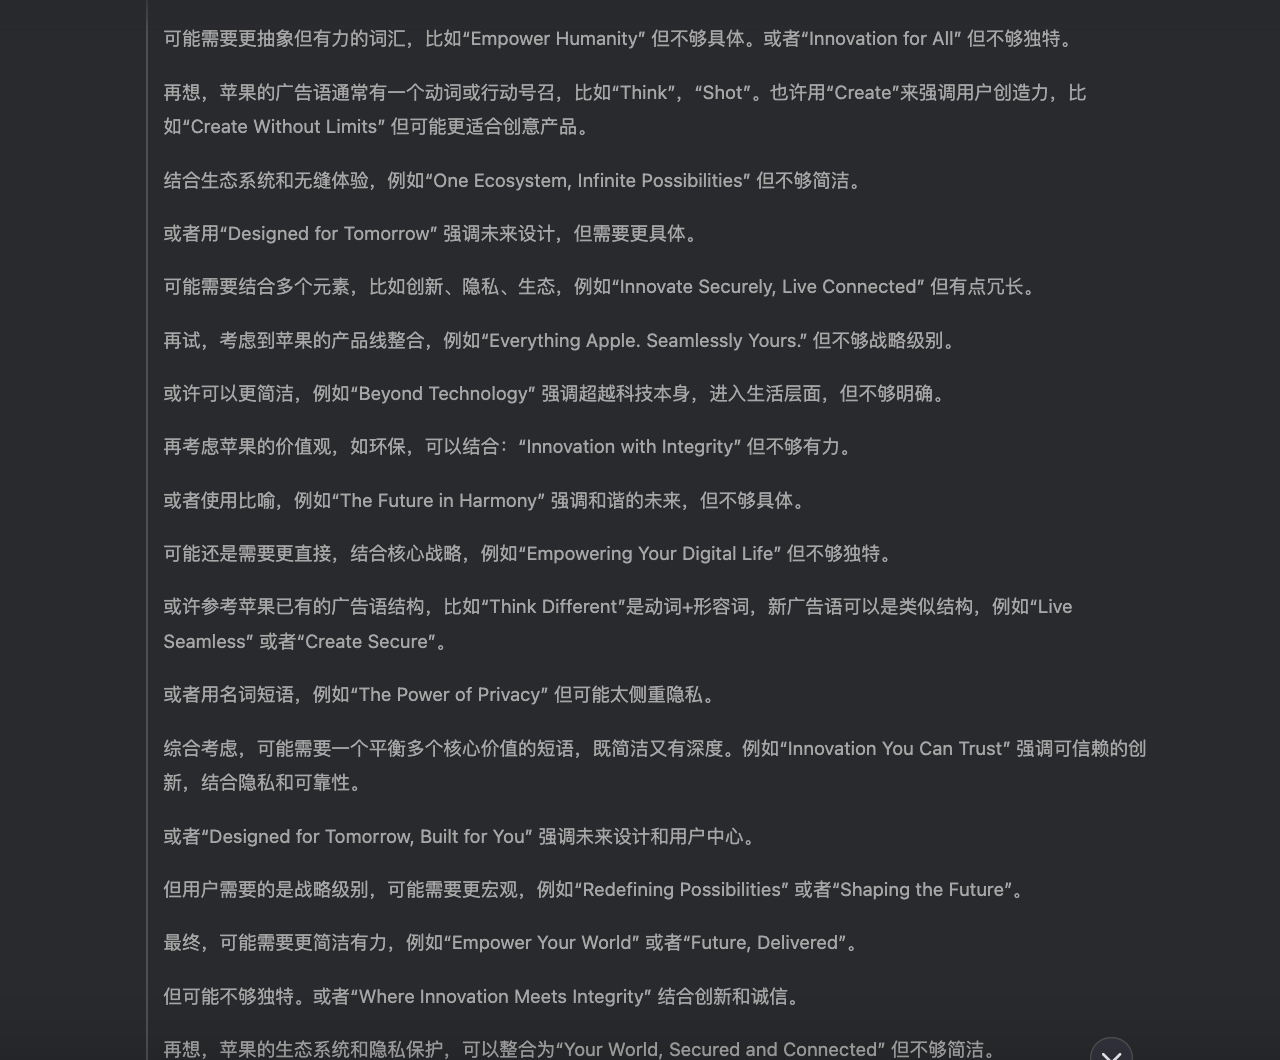 可能需要更抽象但有力的词汇，比如“Empower Humanity” 但不够具体。或者“Innovation for All” 但不够独特。
再想，苹果的广告语通常有一个动词或行动号召，比如“Think”，“Shot”。也许用“Create”来强调用户创造力，比
如“Create Without Limits” 但可能更适合创意产品。
结合生态系统和无缝体验，例如“One Ecosystem, Infinite Possibilities” 但不够简洁。
或者用“Designed for Tomorrow” 强调未来设计，但需要更具体。
可能需要结合多个元素，比如创新、隐私、生态，例如“Innovate Securely, Live Connected” 但有点冗长。
再试，考虑到苹果的产品线整合，例如“Everything Apple. Seamlessly Yours.” 但不够战略级别。
或许可以更简洁，例如“Beyond Technology” 强调超越科技本身，进入生活层面，但不够明确。
再考虑苹果的价值观，如环保，可以结合：“Innovation with Integrity” 但不够有力。
或者使用比喻，例如“The Future in Harmony” 强调和谐的未来，但不够具体。
可能还是需要更直接，结合核心战略，例如“Empowering Your Digital Life” 但不够独特。
或许参考苹果已有的广告语结构，比如“Think Different”是动词+形容词，新广告语可以是类似结构，例如“Live
Seamless” 或者“Create Secure”。
或者用名词短语，例如“The Power of Privacy” 但可能太侧重隐私。
综合考虑，可能需要一个平衡多个核心价值的短语，既简洁又有深度。例如“Innovation You Can Trust” 强调可信赖的创
新，结合隐私和可靠性。
或者“Designed for Tomorrow, Built for You” 强调未来设计和用户中心。
但用户需要的是战略级别，可能需要更宏观，例如“Redefining Possibilities” 或者“Shaping the Future”。
最终，可能需要更简洁有力，例如“Empower Your World” 或者“Future, Delivered”。
但可能不够独特。或者“Where Innovation Meets Integrity” 结合创新和诚信。
再想，苹果的生态系统和隐私保护，可以整合为“Your World, Secured and Connected” 但不够简洁。